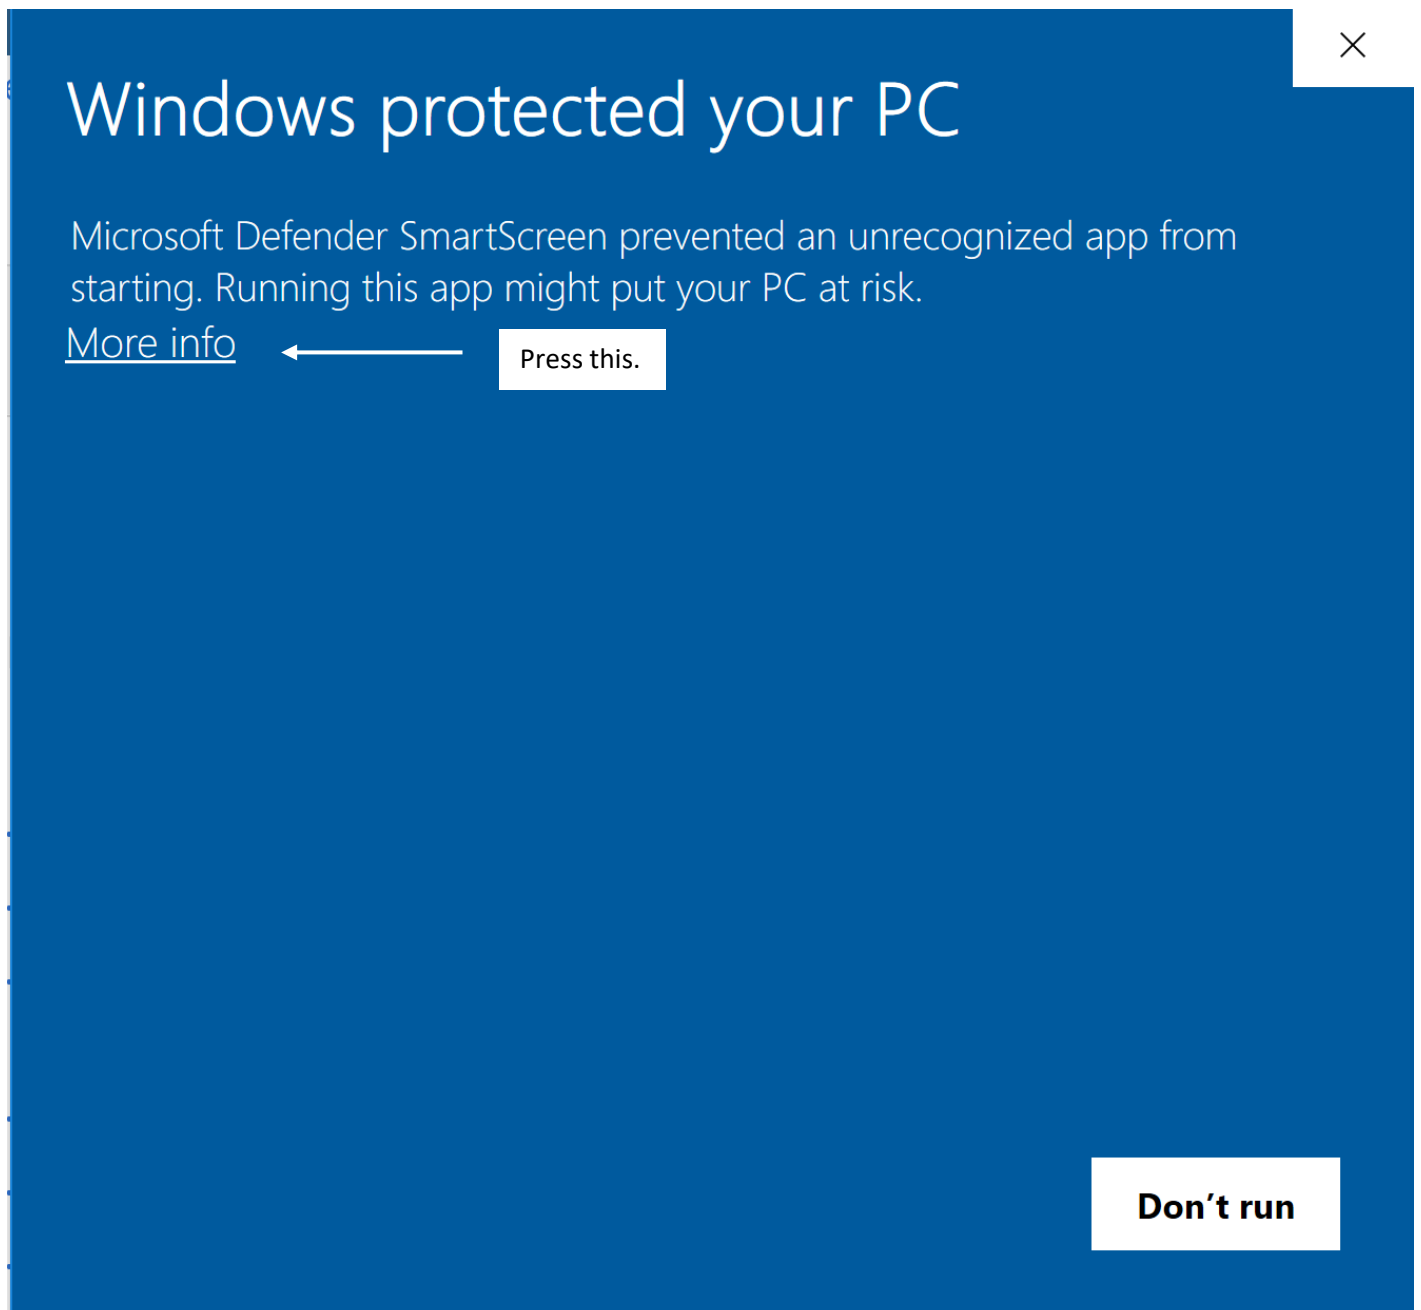 Windows protected your PC
Microsoft Defender SmartScreen prevented an unrecognized app from
starting. Running this app might put your PC at risk.
More info
Press this.
Don’t run